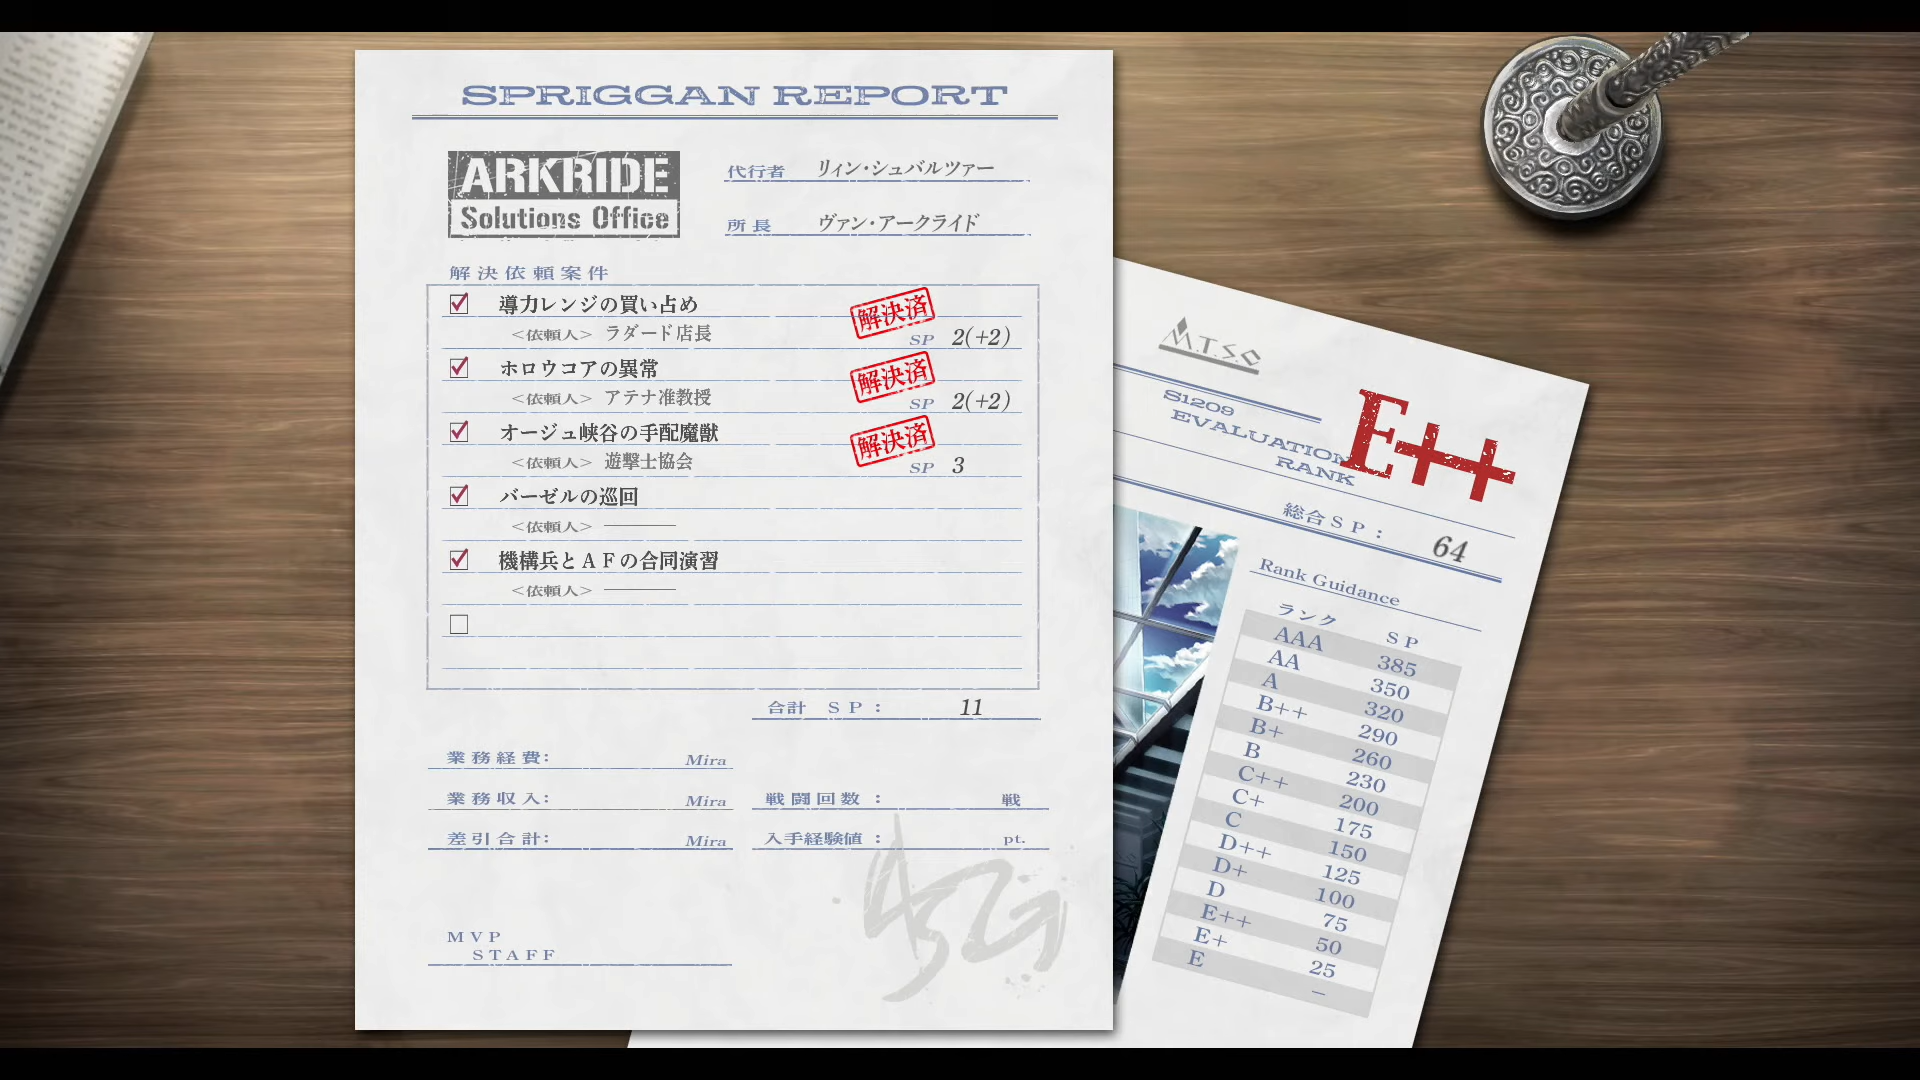 SPRIGGAN REPORT
ARKRIDE
Solutions Office
代行者 リィン・シュバルツァー
所長 ヴァン・アークライド
解決依頼案件
導力レンジの買い占め
<依頼人> ラダード店長
解決済
SP 2(+2)
ホロウコアの異常
<依頼人> アテナ准教授
解決済
SP 2(+2)
オージュ峡谷の手配魔獣
<依頼人> 遊撃士協会
解決済
SP 3
バーゼルの巡回
<依頼人> ————
機構兵とAFの合同演習
<依頼人> ————
合計 SP: 11
業務経費: Mira
業務収入: Mira
差引合計: Mira
戦闘回数: 戦
入手経験値: pt.
MVP
STAFF
M.T.S.C
S1209
EVALUATION
RANK
E++
総合SP: 64
Rank Guidance
ランク SP
AAA 385
AA 350
A 320
B++ 290
B+ 260
B 230
C++ 200
C+ 175
C 150
D++ 125
D+ 100
D 75
E++ 50
E+ 25
E –